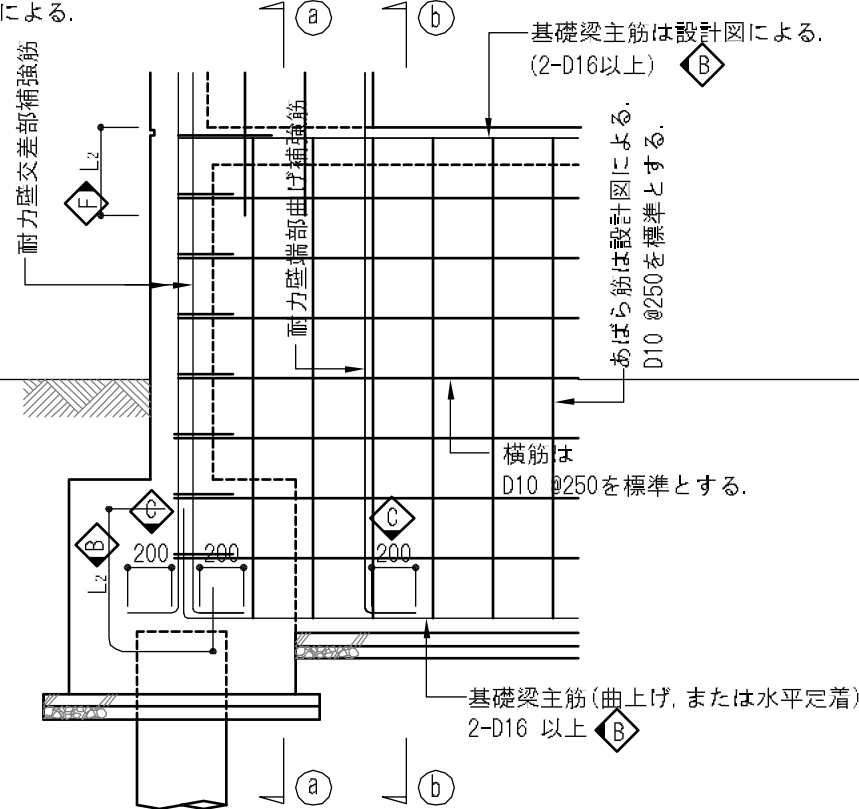 による.
a
b
基礎梁主筋は設計図による.
(2-D16以上)
B
耐力壁交差部補強筋
L2
F
耐力壁端部曲げ補強筋
あばら筋は設計図による.
D10 @250を標準とする.
横筋は
D10 @250を標準とする.
C
C
B
L2
200
200
200
基礎梁主筋(曲上げ, または水平定着)
2-D16 以上
B
a
b